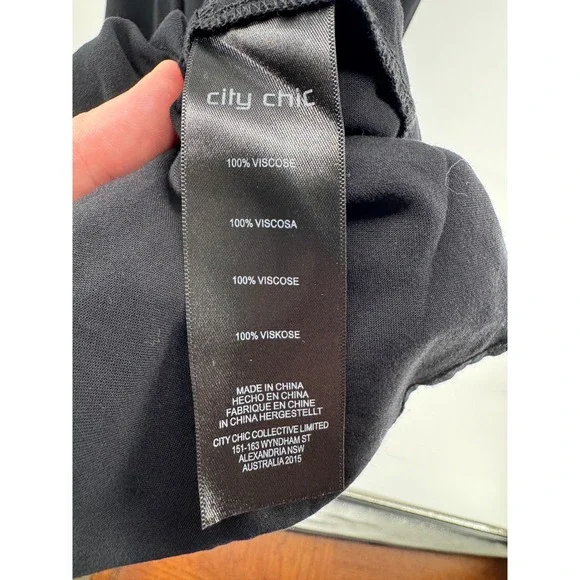 city chic
100% VISCOSE
100% VISCOSA
100% VISCOSE
100% VISKOSE
MADE IN CHINA
HECHO EN CHINA
FABRIQUE EN CHINE
IN CHINA HERGESTELLT
CITY CHIC COLLECTIVE LIMITED
151-163 WYNDHAM ST
ALEXANDRIA NSW
AUSTRALIA 2015